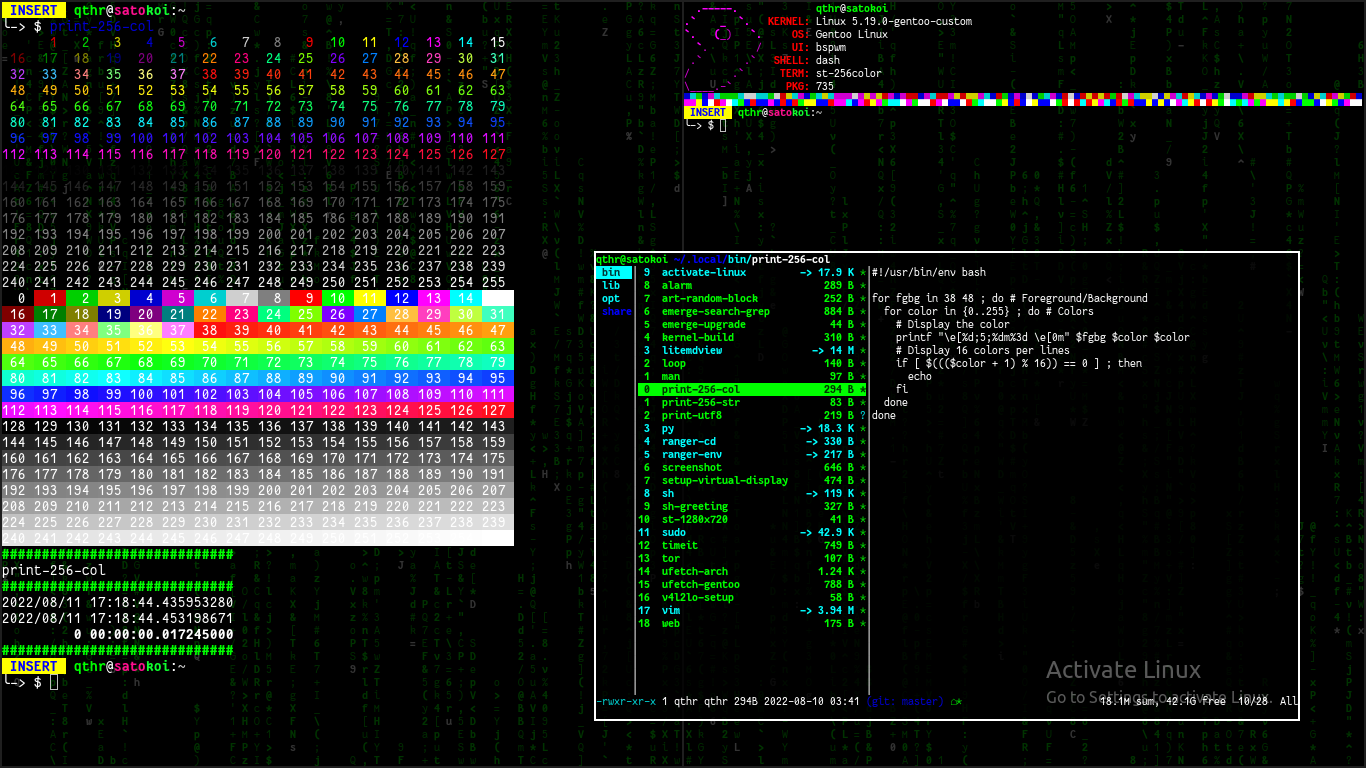 INSERT qthr@satokoi:~
╰─> $ print-256-col
1 2 3 4 5 6 7 8 9 10 11 12 13 14 15
16 17 18 19 20 21 22 23 24 25 26 27 28 29 30 31
32 33 34 35 36 37 38 39 40 41 42 43 44 45 46 47
48 49 50 51 52 53 54 55 56 57 58 59 60 61 62 63
64 65 66 67 68 69 70 71 72 73 74 75 76 77 78 79
80 81 82 83 84 85 86 87 88 89 90 91 92 93 94 95
96 97 98 99 100 101 102 103 104 105 106 107 108 109 110 111
112 113 114 115 116 117 118 119 120 121 122 123 124 125 126 127
136 137 138 139 140 141 142 143
144 145 146 147 148 149 150 151 152 153 154 155 156 157 158 159
160 161 162 163 164 165 166 167 168 169 170 171 172 173 174 175
176 177 178 179 180 181 182 183 184 185 186 187 188 189 190 191
192 193 194 195 196 197 198 199 200 201 202 203 204 205 206 207
208 209 210 211 212 213 214 215 216 217 218 219 220 221 222 223
224 225 226 227 228 229 230 231 232 233 234 235 236 237 238 239
240 241 242 243 244 245 246 247 248 249 250 251 252 253 254 255
0 1 2 3 4 5 6 7 8 9 10 11 12 13 14
16 17 18 19 20 21 22 23 24 25 26 27 28 29 30 31
32 33 34 35 36 37 38 39 40 41 42 43 44 45 46 47
48 49 50 51 52 53 54 55 56 57 58 59 60 61 62 63
64 65 66 67 68 69 70 71 72 73 74 75 76 77 78 79
80 81 82 83 84 85 86 87 88 89 90 91 92 93 94 95
96 97 98 99 100 101 102 103 104 105 106 107 108 109 110 111
112 113 114 115 116 117 118 119 120 121 122 123 124 125 126 127
128 129 130 131 132 133 134 135 136 137 138 139 140 141 142 143
144 145 146 147 148 149 150 151 152 153 154 155 156 157 158 159
160 161 162 163 164 165 166 167 168 169 170 171 172 173 174 175
176 177 178 179 180 181 182 183 184 185 186 187 188 189 190 191
192 193 194 195 196 197 198 199 200 201 202 203 204 205 206 207
208 209 210 211 212 213 214 215 216 217 218 219 220 221 222 223
224 225 226 227 228 229 230 231 232 233 234 235 236 237 238 239
240 241 242 243 244 245 246 247 248 249 250 251
#############################
print-256-col
#############################
2022/08/11 17:18:44.435953280
2022/08/11 17:18:44.453198671
0 00:00:00.017245000
#############################
INSERT qthr@satokoi:~
╰─> $
qthr@satokoi
KERNEL: Linux 5.19.0-gentoo-custom
OS: Gentoo Linux
UI: bspwm
SHELL: dash
TERM: st-256color
PKG: 735
INSERT qthr@satokoi:~
╰─> $
qthr@satokoi ~/.local/bin/print-256-col
bin
lib
opt
share
9 activate-linux -> 17.9 K *
8 alarm 289 B *
7 art-random-block 252 B *
6 emerge-search-grep 884 B *
5 emerge-upgrade 44 B *
4 kernel-build 310 B *
3 litemdview -> 14 M *
2 loop 140 B *
1 man 97 B *
0 print-256-col 294 B *
1 print-256-str 83 B *
2 print-utf8 219 B ?
3 py -> 18.3 K *
4 ranger-cd -> 330 B *
5 ranger-env -> 217 B *
6 screenshot 646 B *
7 setup-virtual-display 474 B *
8 sh -> 119 K *
9 sh-greeting 327 B *
10 st-1280x720 41 B *
11 sudo -> 42.9 K *
12 timeit 749 B *
13 tor 107 B *
14 ufetch-arch 1.24 K *
15 ufetch-gentoo 788 B *
16 v4l2lo-setup 58 B *
17 vim -> 3.94 M *
18 web 175 B *
#!/usr/bin/env bash
for fgbg in 38 48 ; do # Foreground/Background
for color in {0..255} ; do # Colors
# Display the color
printf "\e[%d;5;%dm%3d \e[0m" $fgbg $color $color
# Display 16 colors per lines
if [ $((($color + 1) % 16)) == 0 ] ; then
echo
fi
done
done
Activate Linux
Go to Settings to activate Linux.
-rwxr-xr-x 1 qthr qthr 294B 2022-08-10 03:41 (git: master) ⌂* 18.1M sum, 42.1G free 10/28 All